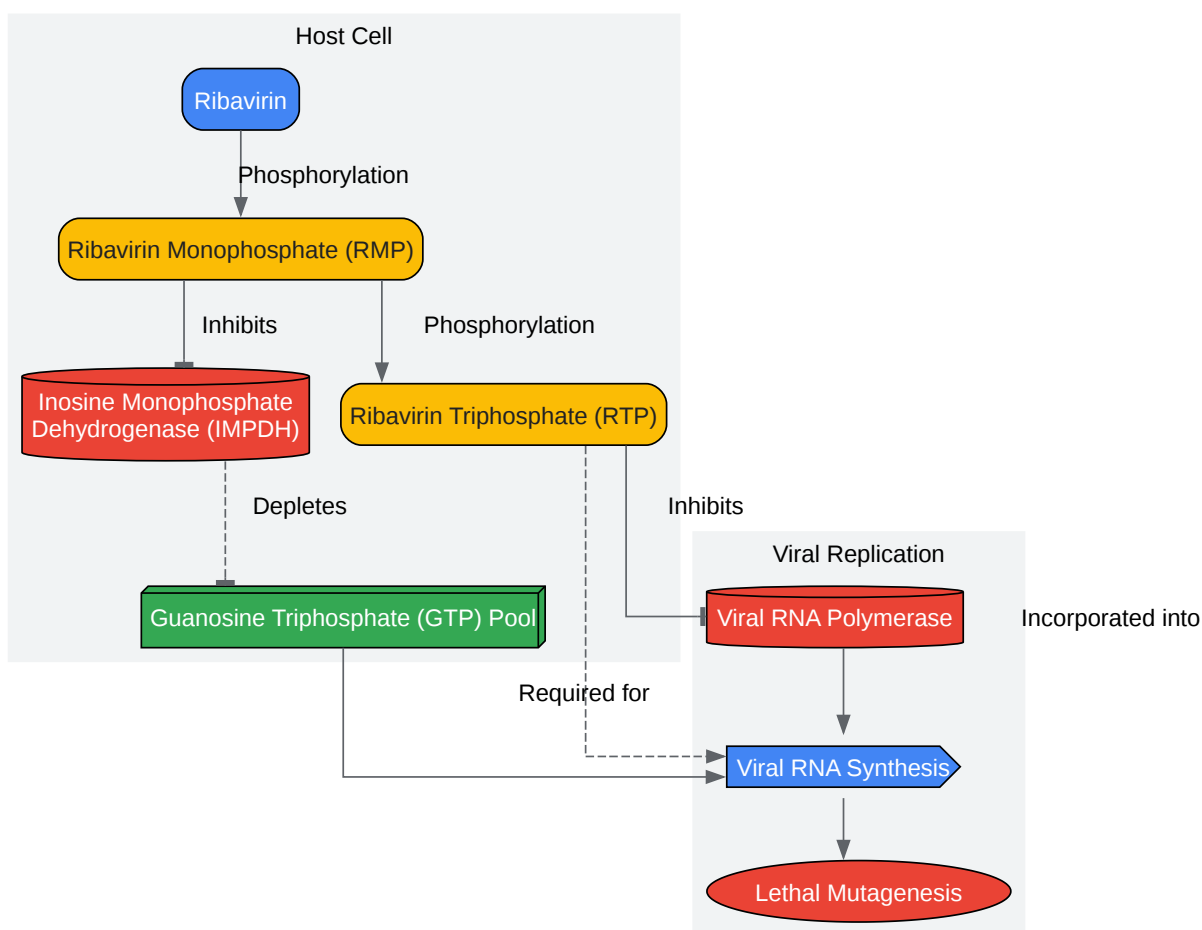 Host Cell
Ribavirin
Phosphorylation
Ribavirin Monophosphate (RMP)
Inhibits
Phosphorylation
Inosine Monophosphate
Dehydrogenase (IMPDH)
Ribavirin Triphosphate (RTP)
Depletes
Inhibits
Viral Replication
Guanosine Triphosphate (GTP) Pool
Viral RNA Polymerase
Incorporated into
Required for
Viral RNA Synthesis
Lethal Mutagenesis